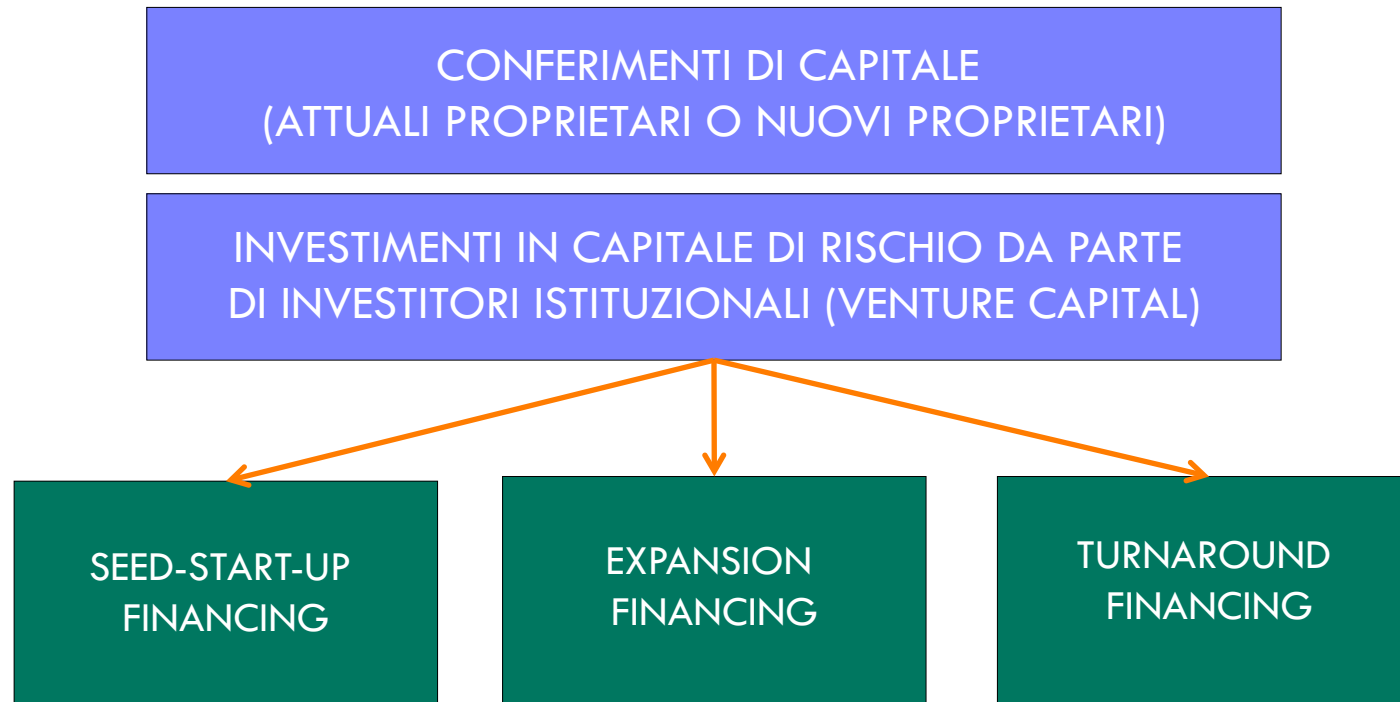 CONFERIMENTI DI CAPITALE
(ATTUALI PROPRIETARI O NUOVI PROPRIETARI)
INVESTIMENTI IN CAPITALE DI RISCHIO DA PARTE
DI INVESTITORI ISTITUZIONALI (VENTURE CAPITAL)
SEED-START-UP
FINANCING
EXPANSION
FINANCING
TURNAROUND
FINANCING